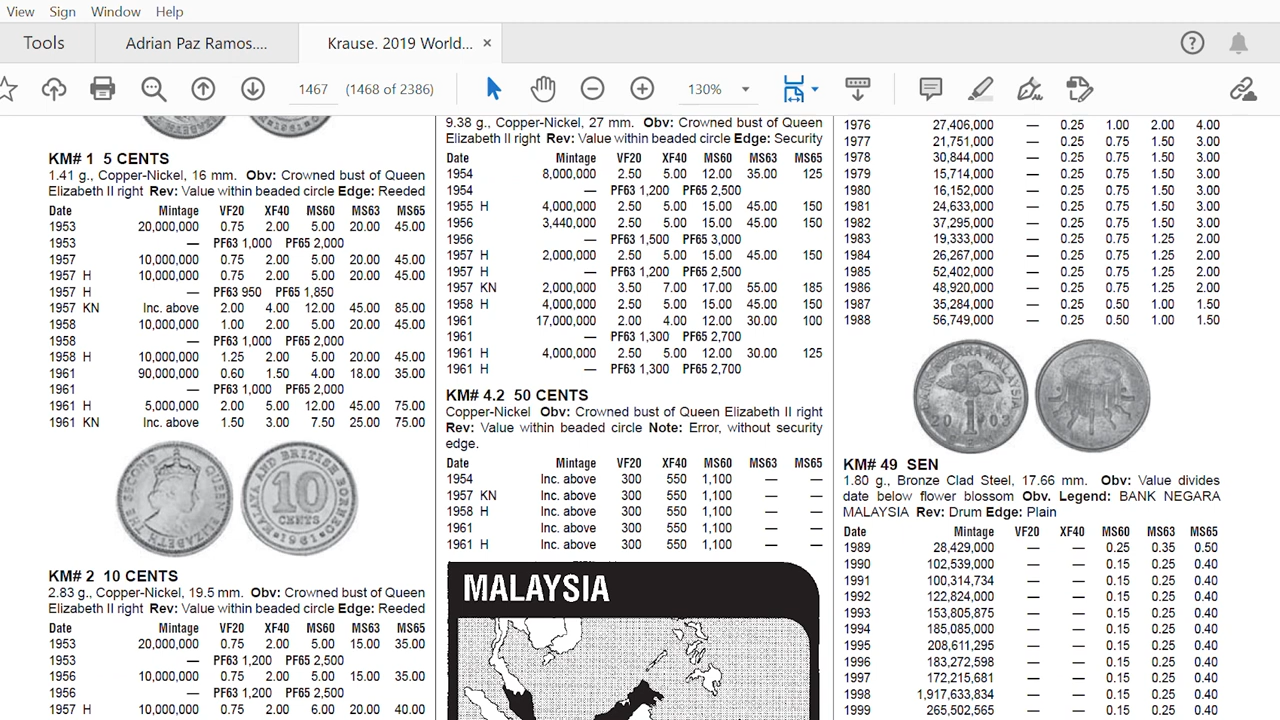 View Sign Window Help
Tools Adrian Paz Ramos.... Krause. 2019 World... ×
1467 (1468 of 2386) 130%
KM# 1 5 CENTS
1.41 g., Copper-Nickel, 16 mm. Obv: Crowned bust of Queen
Elizabeth II right Rev: Value within beaded circle Edge: Reeded
Date Mintage VF20 XF40 MS60 MS63 MS65
1953 20,000,000 0.75 2.00 5.00 20.00 45.00
1953 — PF63 1,000 PF65 2,000
1957 10,000,000 0.75 2.00 5.00 20.00 45.00
1957 H 10,000,000 0.75 2.00 5.00 20.00 45.00
1957 H — PF63 950 PF65 1,850
1957 KN Inc. above 2.00 4.00 12.00 45.00 85.00
1958 10,000,000 1.00 2.00 5.00 20.00 45.00
1958 — PF63 1,000 PF65 2,000
1958 H 10,000,000 1.25 2.00 5.00 20.00 45.00
1961 90,000,000 0.60 1.50 4.00 18.00 35.00
1961 — PF63 1,000 PF65 2,000
1961 H 5,000,000 2.00 5.00 12.00 45.00 75.00
1961 KN Inc. above 1.50 3.00 7.50 25.00 75.00
QUEEN ELIZABETH THE SECOND
MALAYA AND BRITISH BORNEO
10
CENTS
1961
KM# 2 10 CENTS
2.83 g., Copper-Nickel, 19.5 mm. Obv: Crowned bust of Queen
Elizabeth II right Rev: Value within beaded circle Edge: Reeded
Date Mintage VF20 XF40 MS60 MS63 MS65
1953 20,000,000 0.75 2.00 5.00 15.00 35.00
1953 — PF63 1,200 PF65 2,500
1956 10,000,000 0.75 2.00 5.00 15.00 35.00
1956 — PF63 1,200 PF65 2,500
1957 H 10,000,000 0.75 2.00 6.00 20.00 40.00
9.38 g., Copper-Nickel, 27 mm. Obv: Crowned bust of Queen
Elizabeth II right Rev: Value within beaded circle Edge: Security
Date Mintage VF20 XF40 MS60 MS63 MS65
1954 8,000,000 2.50 5.00 12.00 35.00 125
1954 — PF63 1,200 PF65 2,500
1955 H 4,000,000 2.50 5.00 15.00 45.00 150
1956 3,440,000 2.50 5.00 15.00 45.00 150
1956 — PF63 1,500 PF65 3,000
1957 H 2,000,000 2.50 5.00 15.00 45.00 150
1957 H — PF63 1,200 PF65 2,500
1957 KN 2,000,000 3.50 7.00 17.00 55.00 185
1958 H 4,000,000 2.50 5.00 15.00 45.00 150
1961 17,000,000 2.00 4.00 12.00 30.00 100
1961 — PF63 1,300 PF65 2,700
1961 H 4,000,000 2.50 5.00 12.00 30.00 125
1961 H — PF63 1,300 PF65 2,700
KM# 4.2 50 CENTS
Copper-Nickel Obv: Crowned bust of Queen Elizabeth II right
Rev: Value within beaded circle Note: Error, without security
edge.
Date Mintage VF20 XF40 MS60 MS63 MS65
1954 Inc. above 300 550 1,100 — —
1957 KN Inc. above 300 550 1,100 — —
1958 H Inc. above 300 550 1,100 — —
1961 Inc. above 300 550 1,100 — —
1961 H Inc. above 300 550 1,100 — —
MALAYSIA
1976 27,406,000 — 0.25 1.00 2.00 4.00
1977 21,751,000 — 0.25 0.75 1.50 3.00
1978 30,844,000 — 0.25 0.75 1.50 3.00
1979 15,714,000 — 0.25 0.75 1.50 3.00
1980 16,152,000 — 0.25 0.75 1.50 3.00
1981 24,633,000 — 0.25 0.75 1.50 3.00
1982 37,295,000 — 0.25 0.75 1.50 3.00
1983 19,333,000 — 0.25 0.75 1.25 2.00
1984 26,267,000 — 0.25 0.75 1.25 2.00
1985 52,402,000 — 0.25 0.75 1.25 2.00
1986 48,920,000 — 0.25 0.75 1.25 2.00
1987 35,284,000 — 0.25 0.50 1.00 1.50
1988 56,749,000 — 0.25 0.50 1.00 1.50
BANK NEGARA MALAYSIA
20 1 03
SEN
KM# 49 SEN
1.80 g., Bronze Clad Steel, 17.66 mm. Obv: Value divides
date below flower blossom Obv. Legend: BANK NEGARA
MALAYSIA Rev: Drum Edge: Plain
Date Mintage VF20 XF40 MS60 MS63 MS65
1989 28,429,000 — — 0.25 0.35 0.50
1990 102,539,000 — — 0.15 0.25 0.40
1991 100,314,734 — — 0.15 0.25 0.40
1992 122,824,000 — — 0.15 0.25 0.40
1993 153,805,875 — — 0.15 0.25 0.40
1994 185,085,000 — — 0.15 0.25 0.40
1995 208,611,295 — — 0.15 0.25 0.40
1996 183,272,598 — — 0.15 0.25 0.40
1997 172,215,681 — — 0.15 0.25 0.40
1998 1,917,633,834 — — 0.15 0.25 0.40
1999 265,502,565 — — 0.15 0.25 0.40